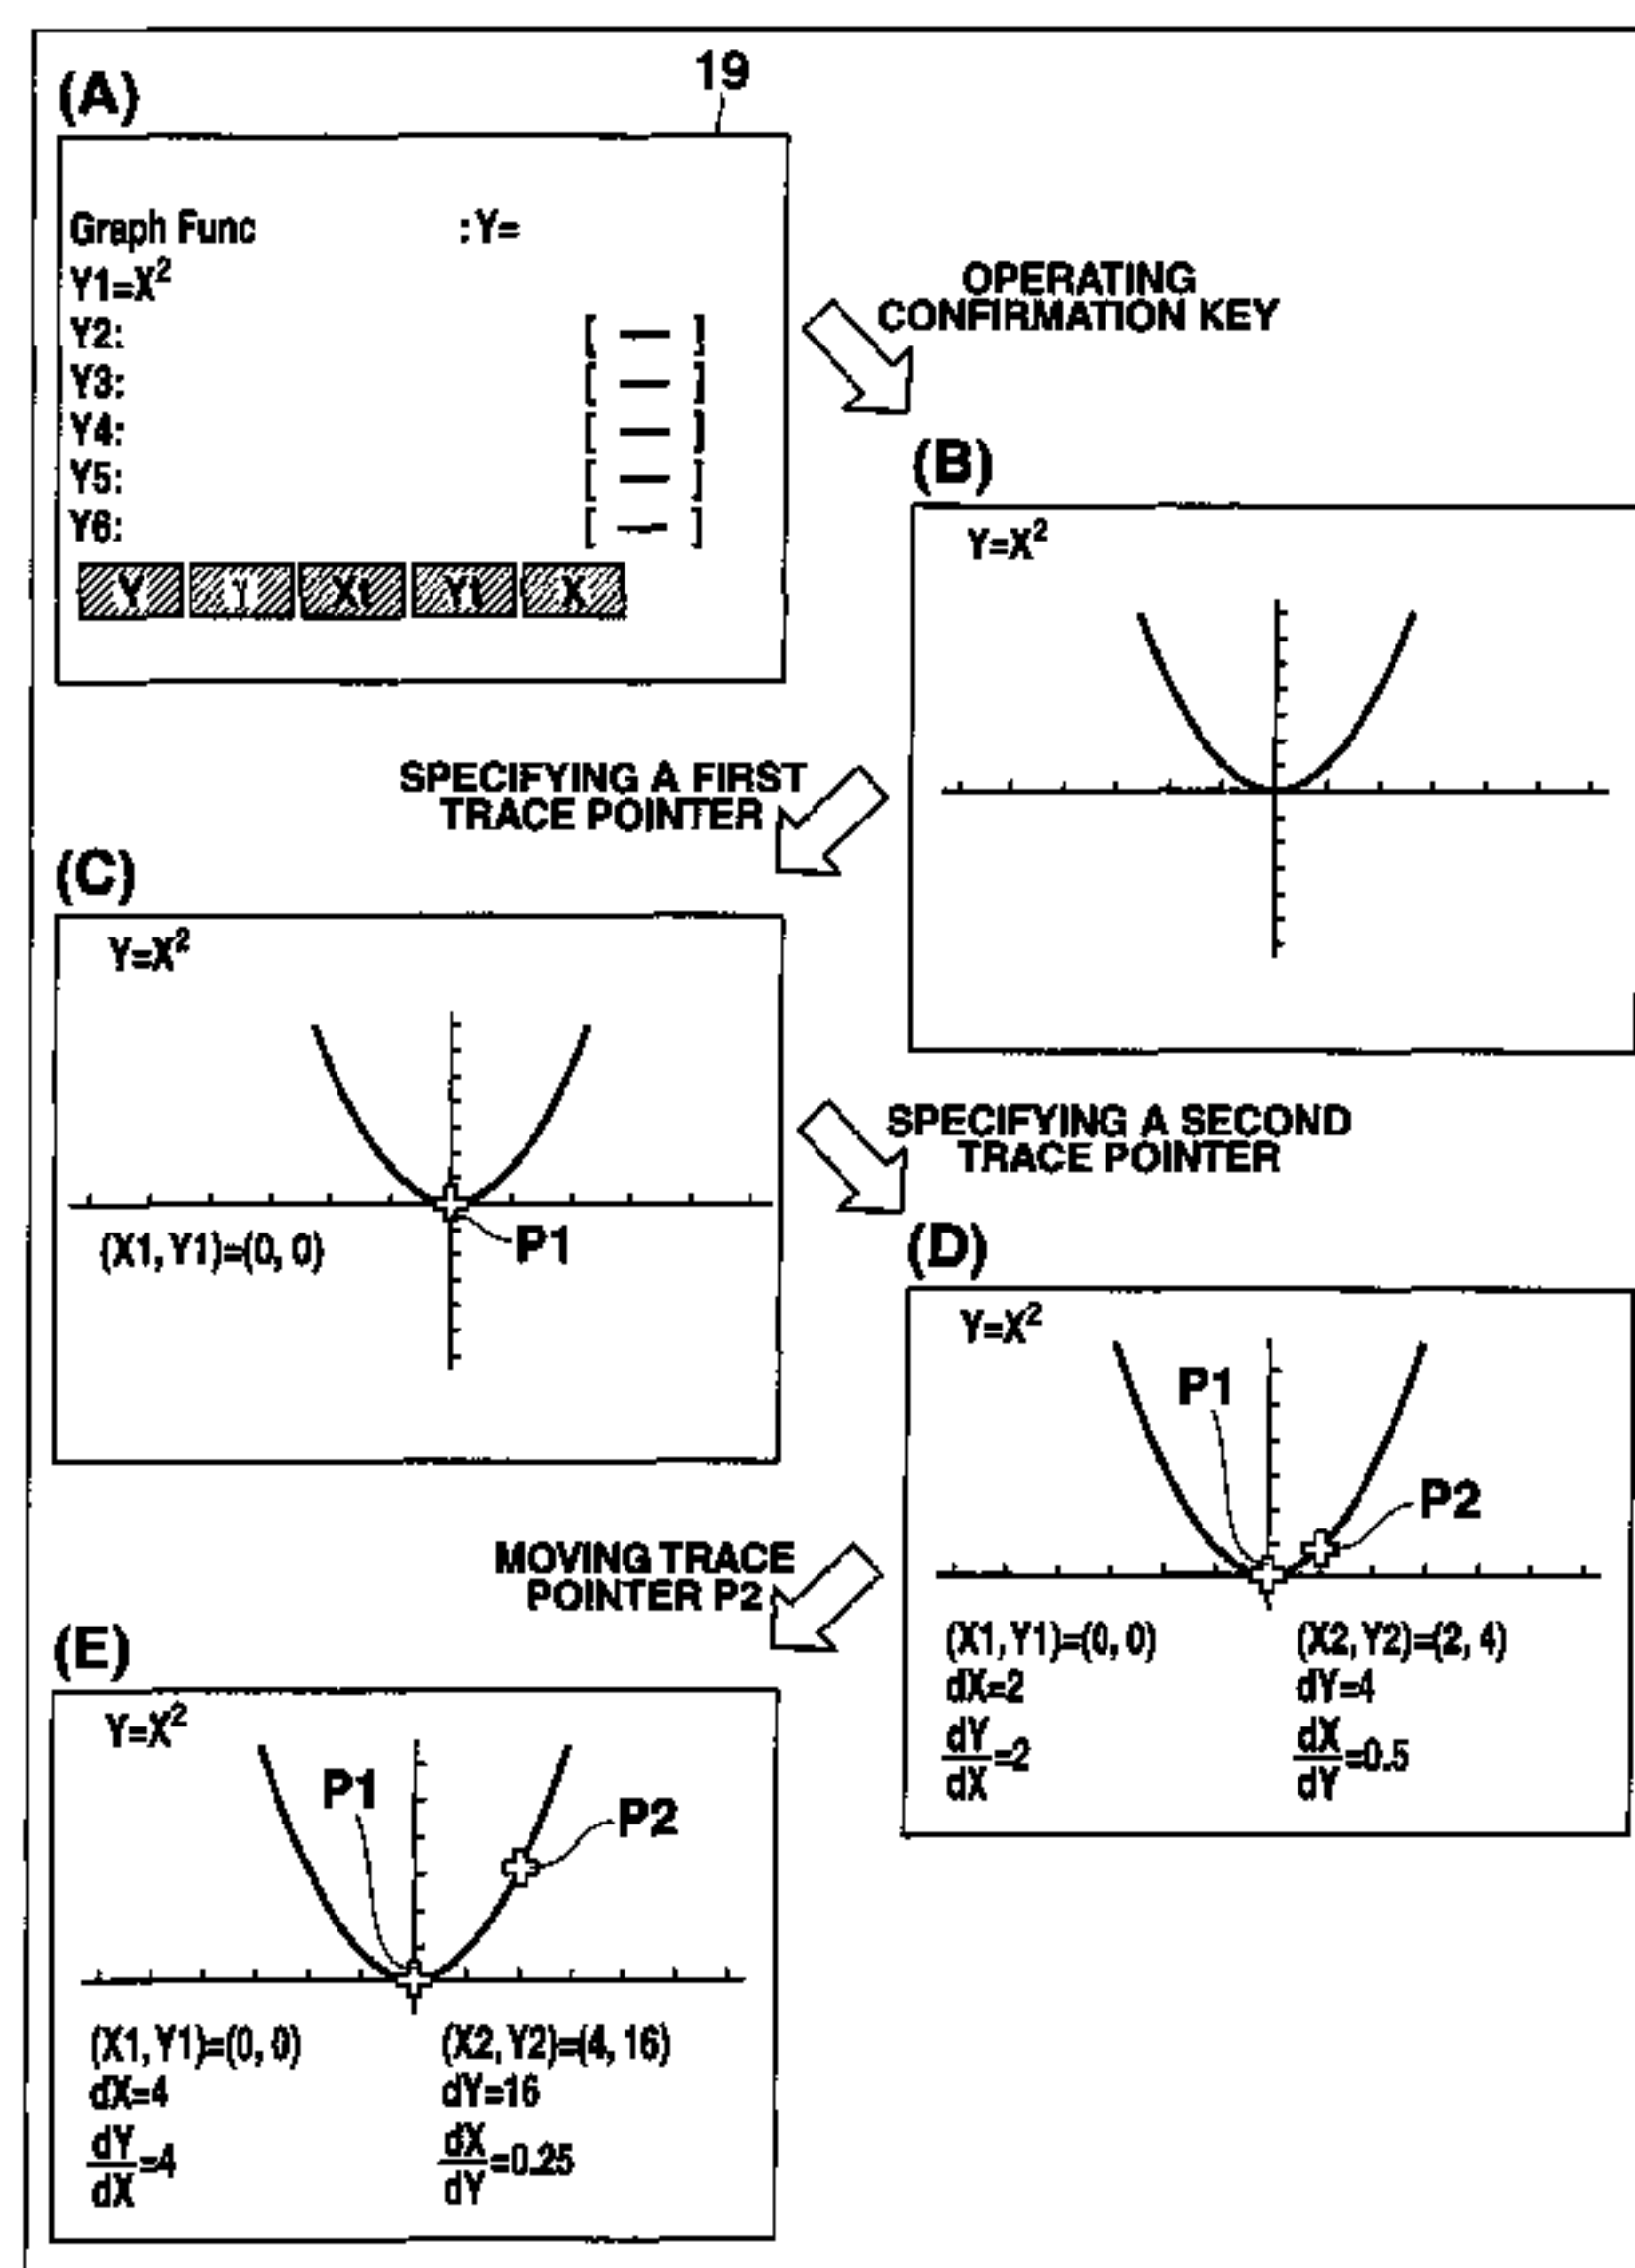 (A)
19
Graph Func :Y=
Y1=X²
Y2: [ — ]
Y3: [ — ]
Y4: [ — ]
Y5: [ — ]
Y6: [ — ]
Y Y Xt Yt X
OPERATING
CONFIRMATION KEY
(B)
Y=X²
SPECIFYING A FIRST
TRACE POINTER
(C)
Y=X²
(X1, Y1)=(0, 0)
P1
SPECIFYING A SECOND
TRACE POINTER
(D)
Y=X²
P1
P2
(X1, Y1)=(0, 0) (X2, Y2)=(2, 4)
dX=2 dY=4
dY/dX=2 dX/dY=0.5
MOVING TRACE
POINTER P2
(E)
Y=X²
P1
P2
(X1, Y1)=(0, 0) (X2, Y2)=(4, 16)
dX=4 dY=16
dY/dX=4 dX/dY=0.25